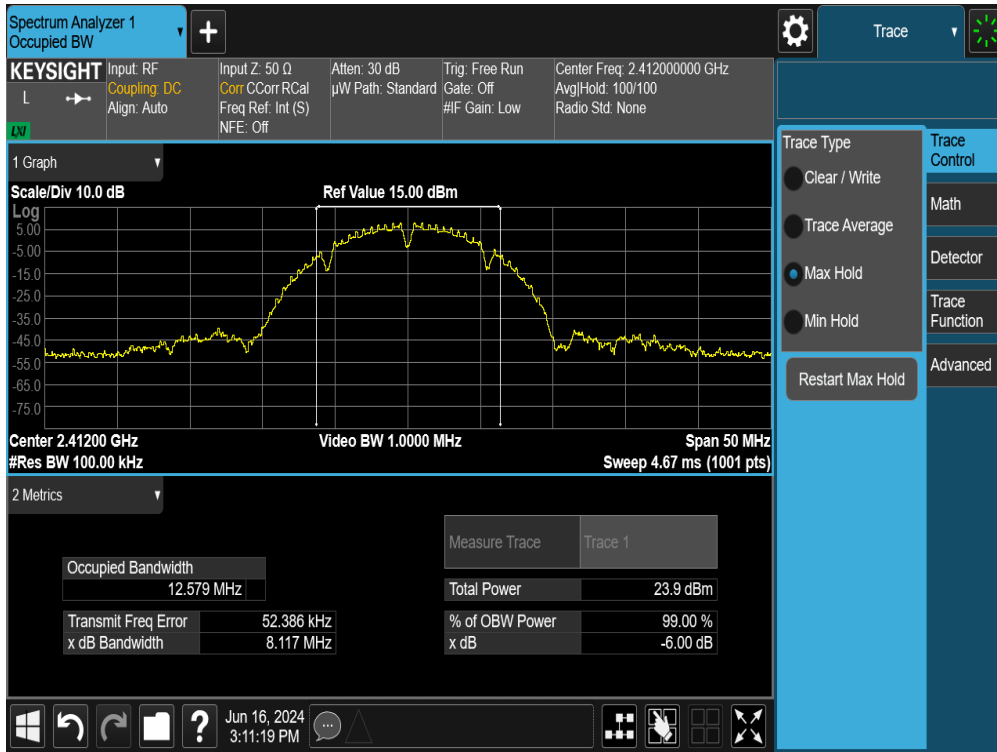 Spectrum Analyzer 1
Occupied BW
+
Trace
KEYSIGHT
L
LXI
Input: RF
Coupling: DC
Align: Auto
Input Z: 50 Ω
Corr CCorr RCal
Freq Ref: Int (S)
NFE: Off
Atten: 30 dB
µW Path: Standard
Trig: Free Run
Gate: Off
#IF Gain: Low
Center Freq: 2.412000000 GHz
Avg|Hold: 100/100
Radio Std: None
1 Graph
Scale/Div 10.0 dB
Ref Value 15.00 dBm
Log
5.00
-5.00
-15.0
-25.0
-35.0
-45.0
-55.0
-65.0
-75.0
Center 2.41200 GHz
Video BW 1.0000 MHz
Span 50 MHz
#Res BW 100.00 kHz
Sweep 4.67 ms (1001 pts)
2 Metrics
Measure Trace
Trace 1
Occupied Bandwidth
12.579 MHz
Total Power
23.9 dBm
Transmit Freq Error
52.386 kHz
% of OBW Power
99.00 %
x dB Bandwidth
8.117 MHz
x dB
-6.00 dB
Trace Type
Clear / Write
Trace Average
Max Hold
Min Hold
Restart Max Hold
Trace
Control
Math
Detector
Trace
Function
Advanced
?
Jun 16, 2024
3:11:19 PM